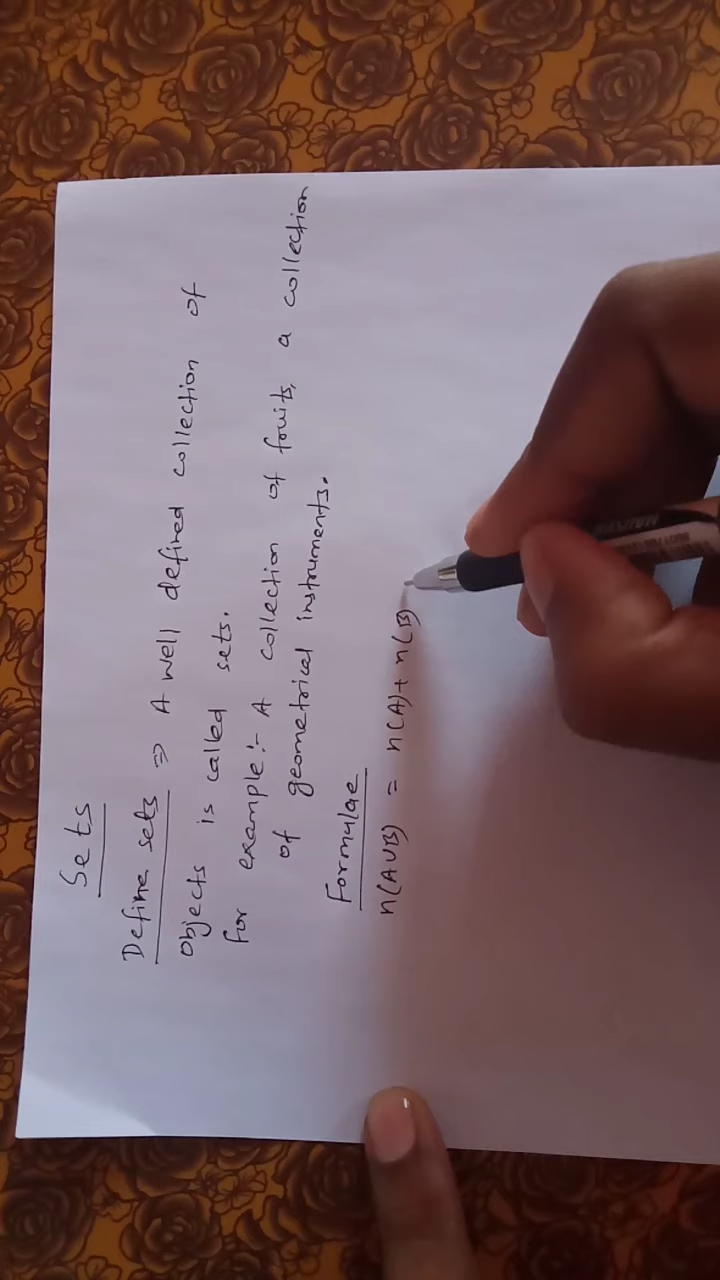 Sets
Define sets ⇒ A well defined collection of
objects is called sets.
For example:- A collection of fruits, a collection
of geometrical instruments.
Formulae
n(AUB) = n(A) + n(B)